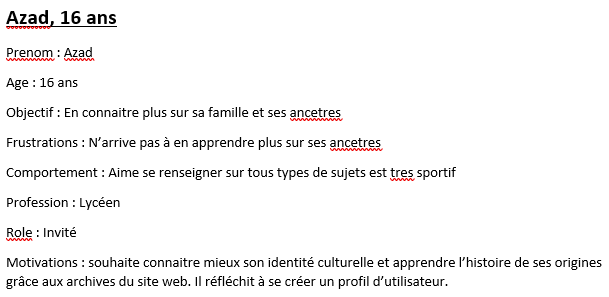 Azad, 16 ans
Prenom : Azad
Age : 16 ans
Objectif : En connaitre plus sur sa famille et ses ancetres
Frustrations : N’arrive pas à en apprendre plus sur ses ancetres
Comportement : Aime se renseigner sur tous types de sujets est tres sportif
Profession : Lycéen
Role : Invité
Motivations : souhaite connaitre mieux son identité culturelle et apprendre l’histoire de ses origines
grâce aux archives du site web. Il réfléchit à se créer un profil d’utilisateur.